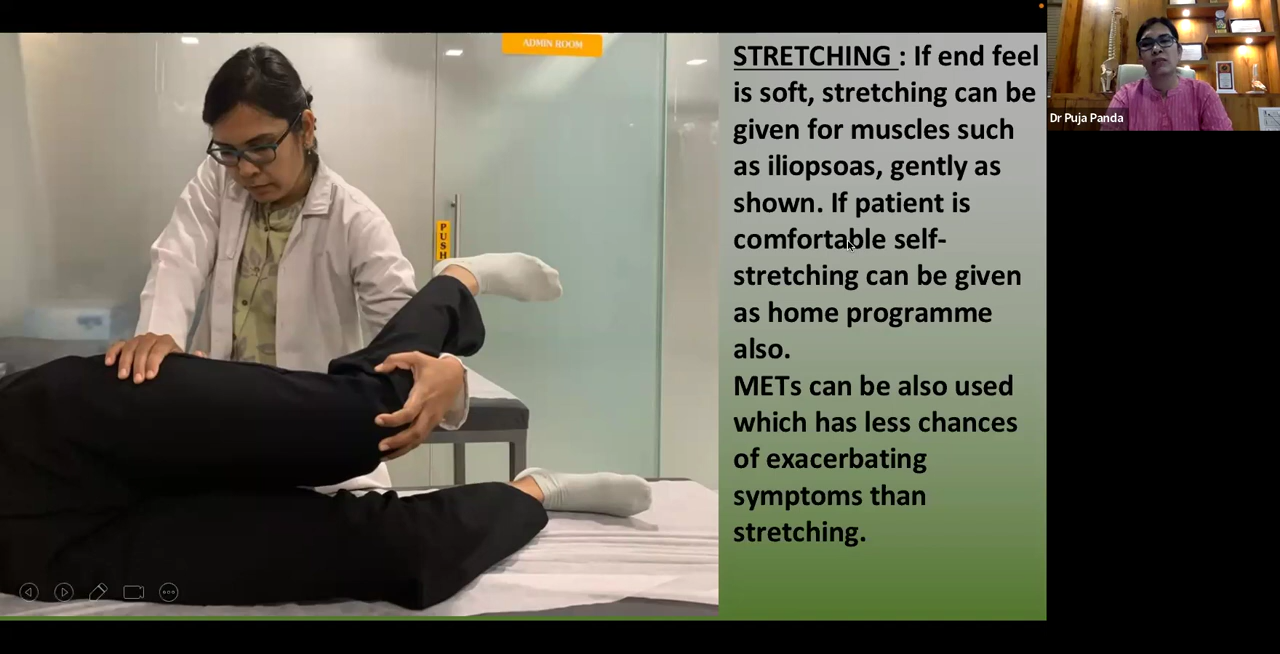 ADMIN ROOM
PUSH
STRETCHING : If end feel
is soft, stretching can be
given for muscles such
as iliopsoas, gently as
shown. If patient is
comfortable self-
stretching can be given
as home programme
also.
METs can be also used
which has less chances
of exacerbating
symptoms than
stretching.
Dr Puja Panda